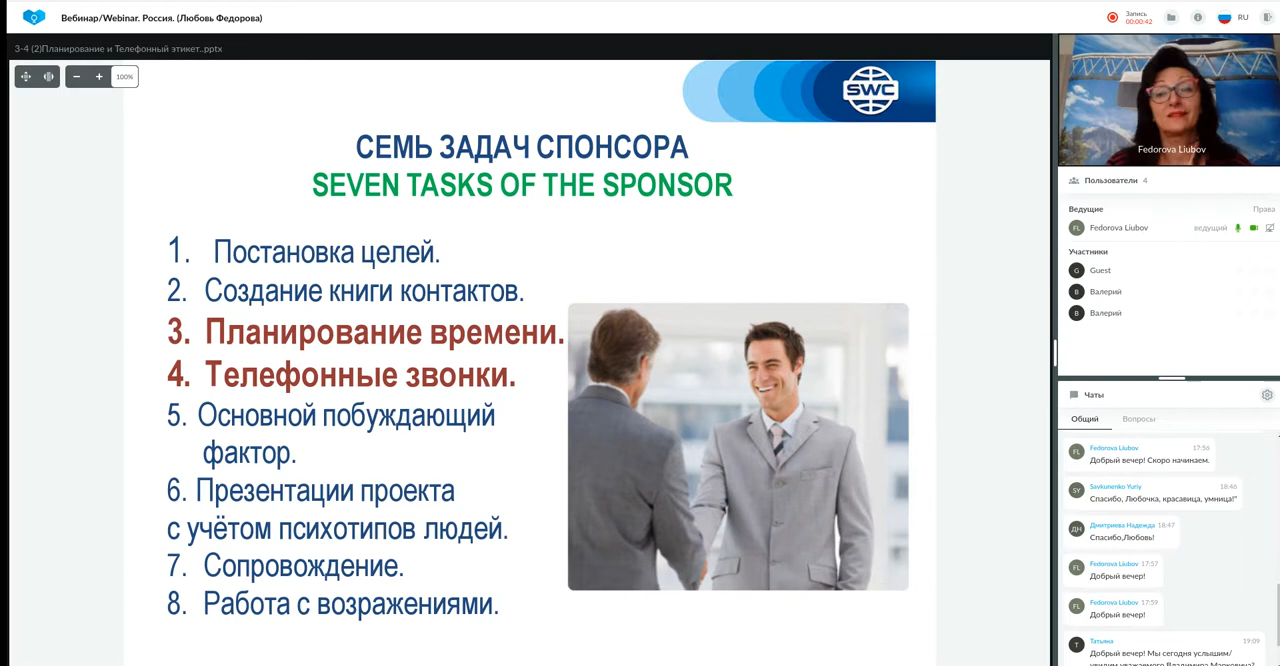 Вебинар/Webinar. Россия. (Любовь Федорова)
Запись
00:00:42
RU
3-4 (2)Планирование и Телефонный этикет..pptx
100%
SWC
СЕМЬ ЗАДАЧ СПОНСОРА
SEVEN TASKS OF THE SPONSOR
1. Постановка целей.
2. Создание книги контактов.
3. Планирование времени.
4. Телефонные звонки.
5. Основной побуждающий
фактор.
6. Презентации проекта
с учётом психотипов людей.
7. Сопровождение.
8. Работа с возражениями.
Fedorova Liubov
Пользователи 4
Ведущие Права
FL Fedorova Liubov ведущий
Участники
G Guest
В Валерий
В Валерий
Чаты
Общий Вопросы
FL Fedorova Liubov 17:56
Добрый вечер! Скоро начинаем.
SY Savkunenko Yuriy 18:46
Спасибо, Любочка, красавица, умница!"
ДН Дмитриева Надежда 18:47
Спасибо,Любовь!
FL Fedorova Liubov 17:57
Добрый вечер!
FL Fedorova Liubov 17:59
Добрый вечер!
Т Татьяна 19:09
Добрый вечер! Мы сегодня услышим/
увидим уважаемого Владимира Марковича?